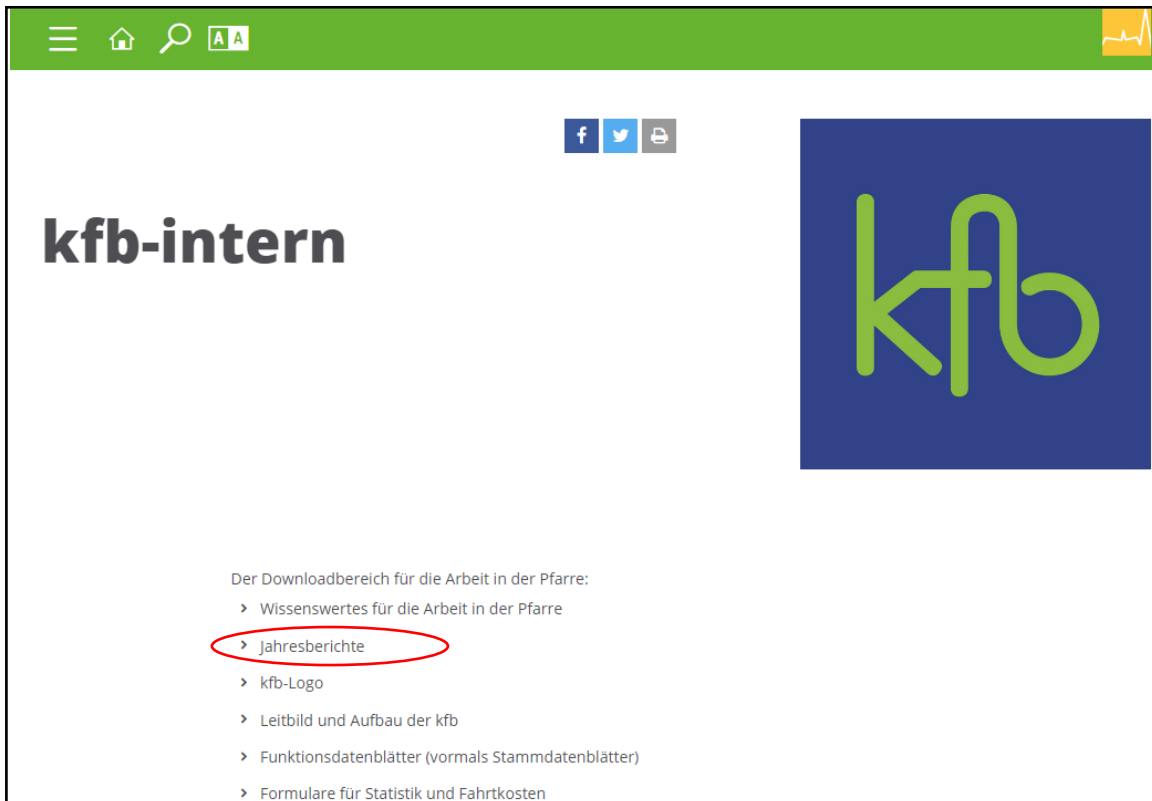 A A
kfb-intern
kfb
Der Downloadbereich für die Arbeit in der Pfarre:
Wissenswertes für die Arbeit in der Pfarre
Jahresberichte
kfb-Logo
Leitbild und Aufbau der kfb
Funktionsdatenblätter (vormals Stammdatenblätter)
Formulare für Statistik und Fahrtkosten